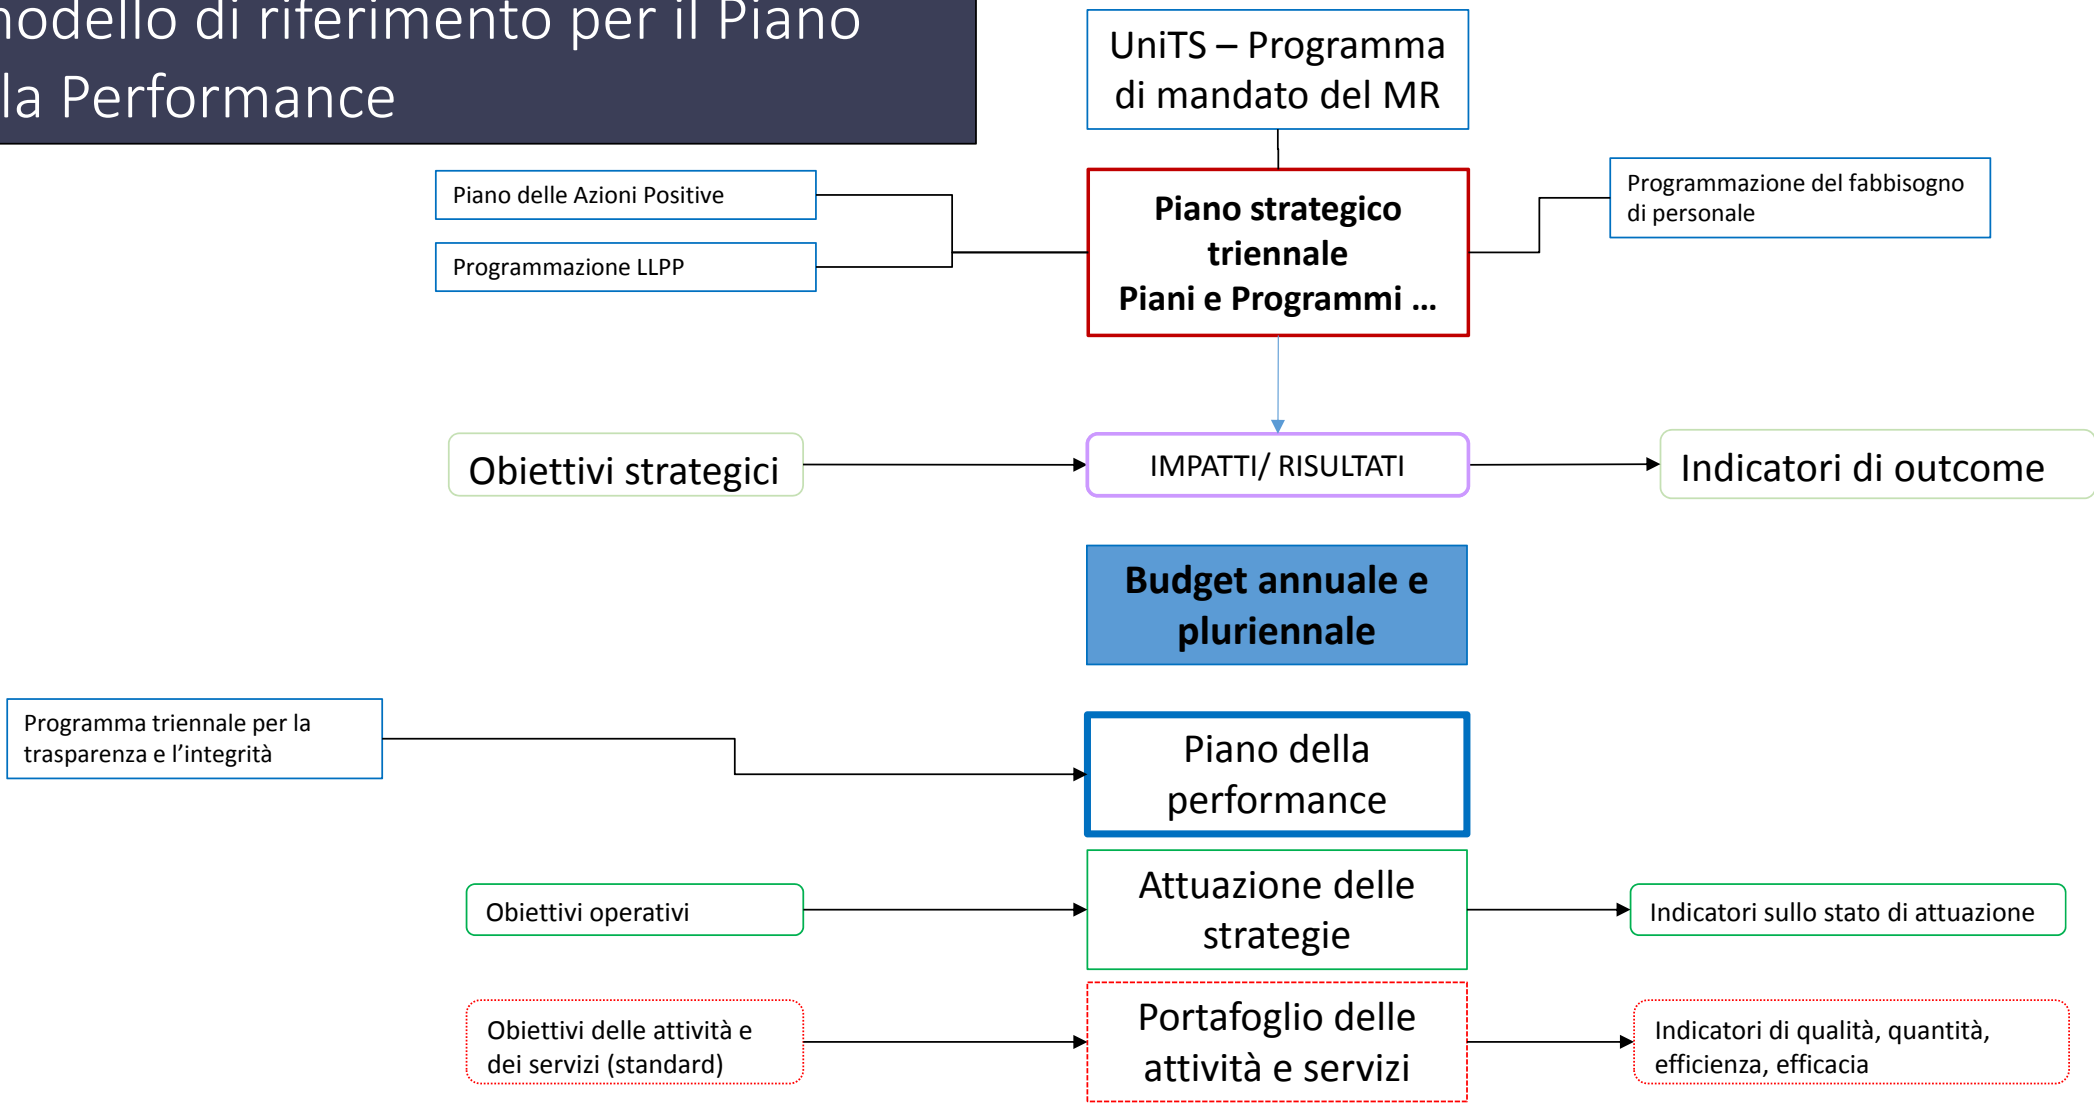 modello di riferimento per il Piano
la Performance
UniTS – Programma
di mandato del MR
Piano delle Azioni Positive
Programmazione LLPP
Piano strategico
triennale
Piani e Programmi ...
Programmazione del fabbisogno
di personale
Obiettivi strategici
IMPATTI/ RISULTATI
Indicatori di outcome
Budget annuale e
pluriennale
Programma triennale per la
trasparenza e l’integrità
Piano della
performance
Obiettivi operativi
Attuazione delle
strategie
Indicatori sullo stato di attuazione
Obiettivi delle attività e
dei servizi (standard)
Portafoglio delle
attività e servizi
Indicatori di qualità, quantità,
efficienza, efficacia